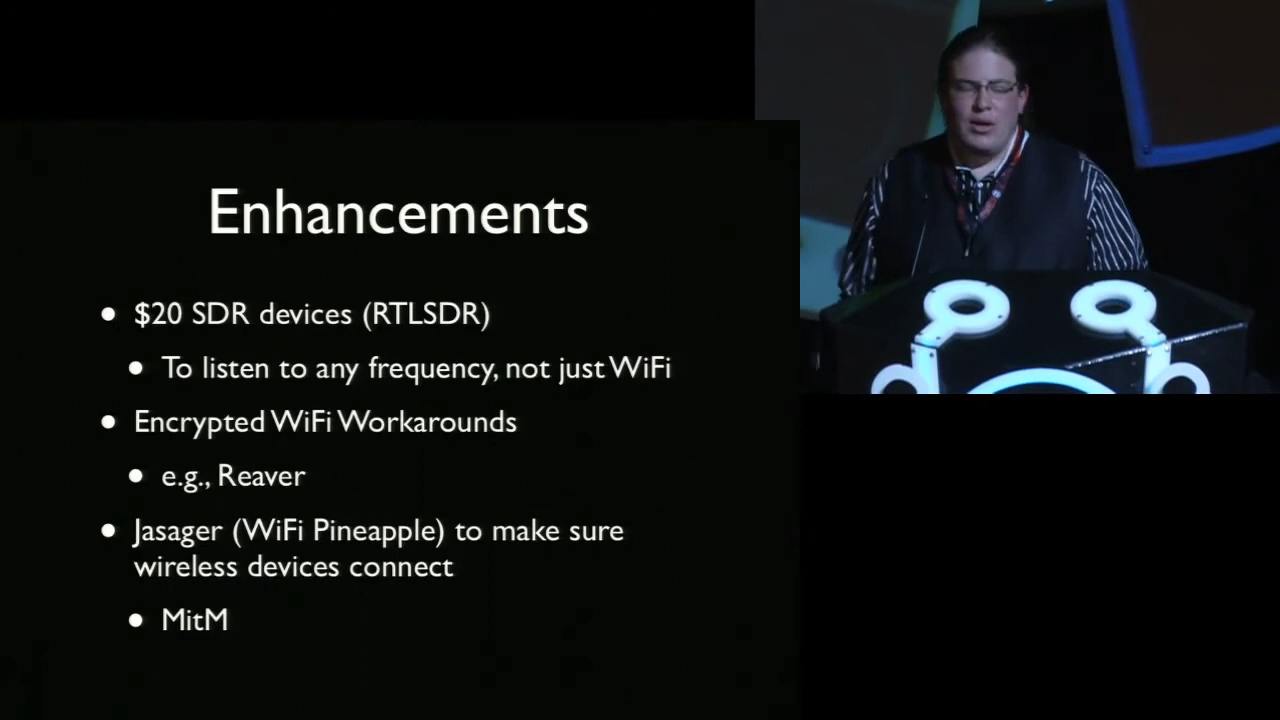 Enhancements
• $20 SDR devices (RTLSDR)
• To listen to any frequency, not just WiFi
• Encrypted WiFi Workarounds
• e.g., Reaver
• Jasager (WiFi Pineapple) to make sure
wireless devices connect
• MitM